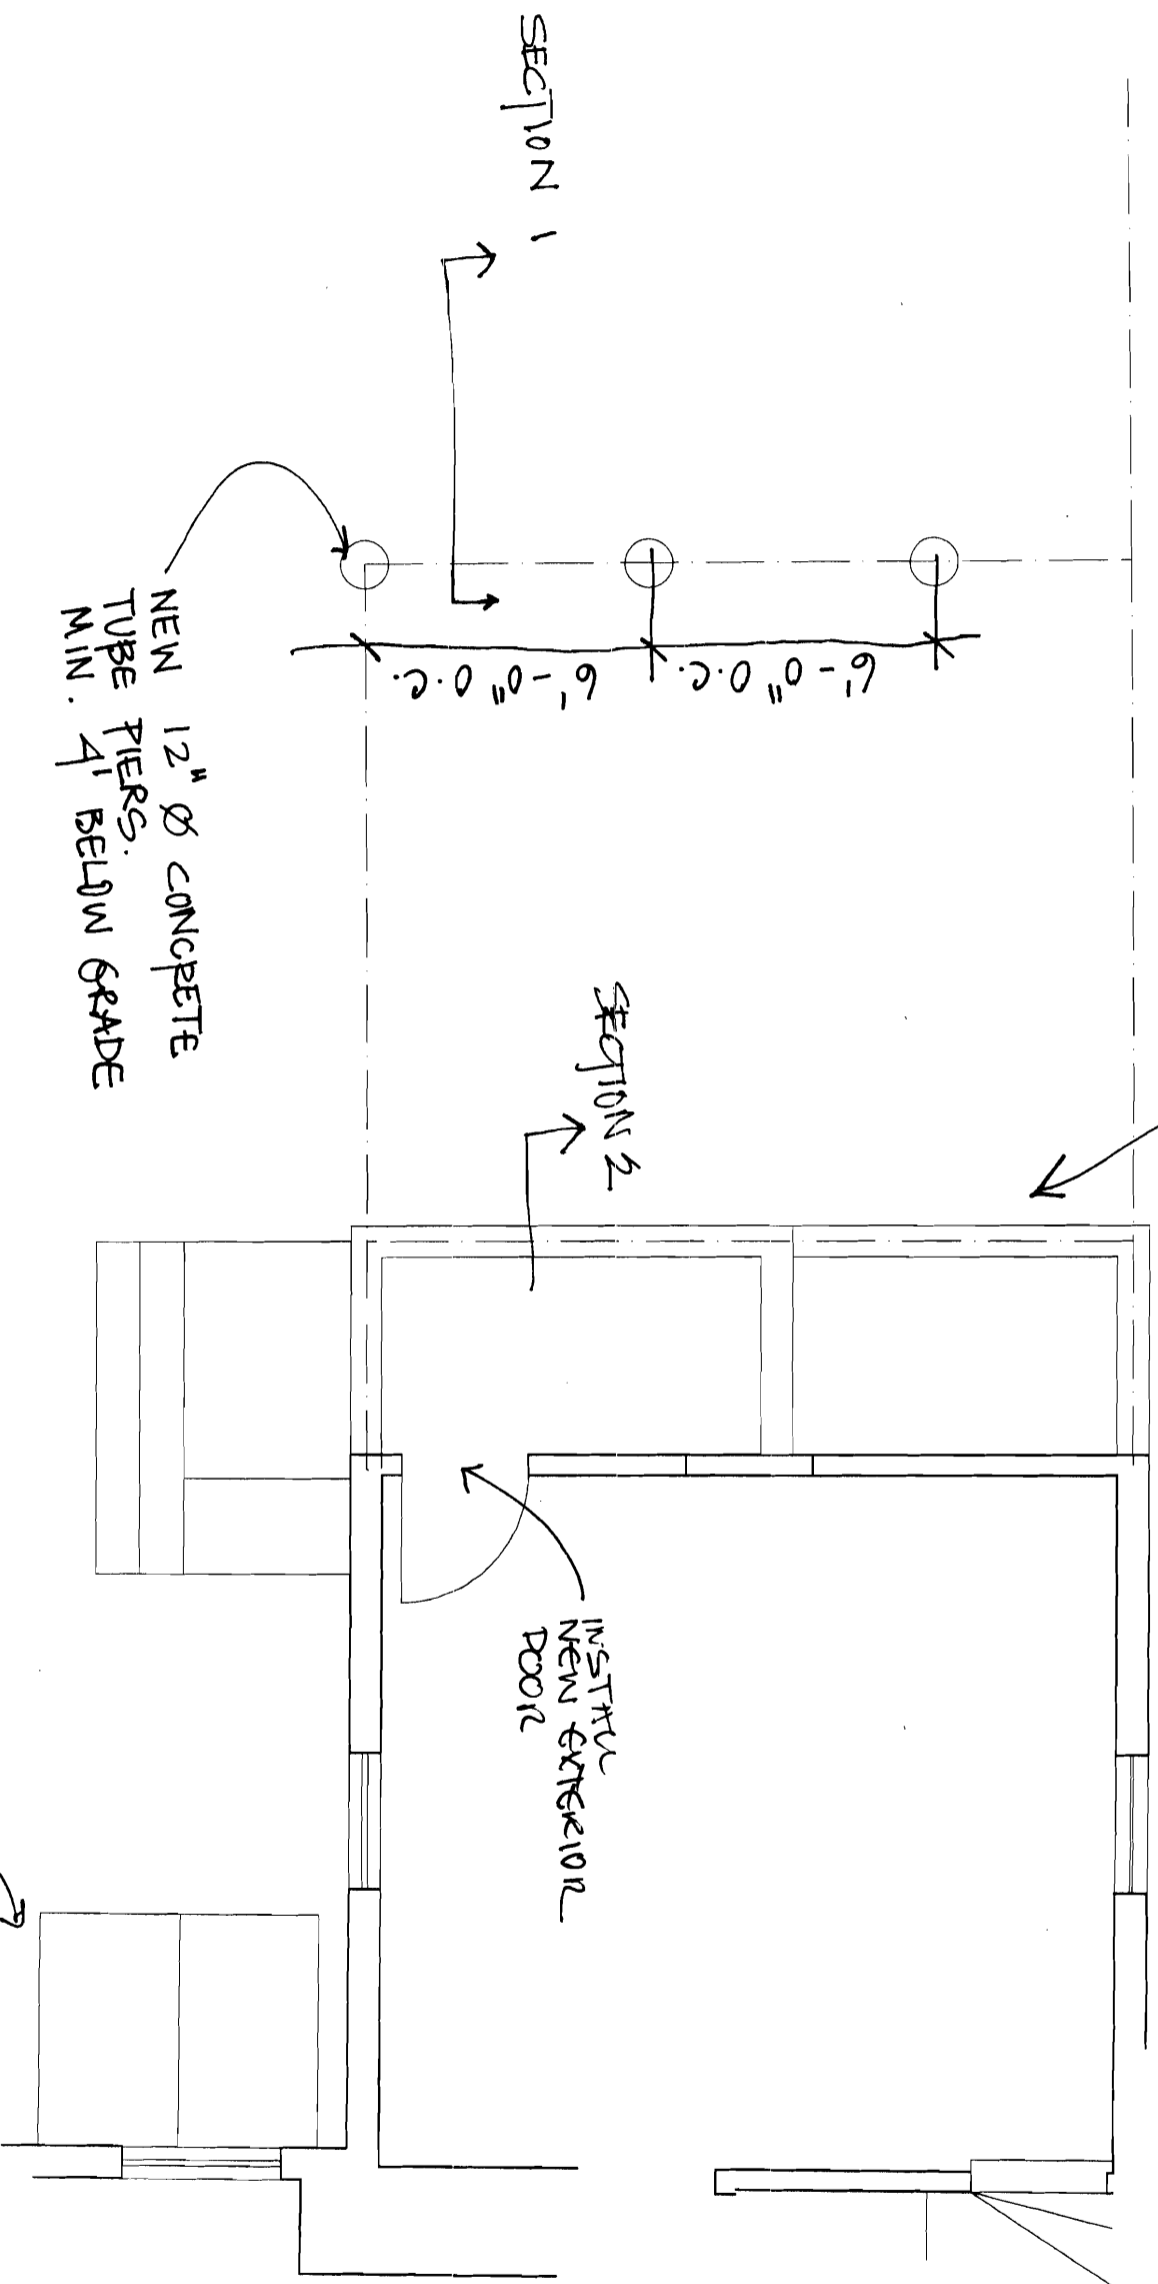 SECTION 1
6'-0" O.C.
6'-0" O.C.
NEW 12" Ø CONCRETE
TUBE PIERS.
MIN. 4' BELOW GRADE
SECTION 2
INSTALL
NEW EXTERIOR
DOOR